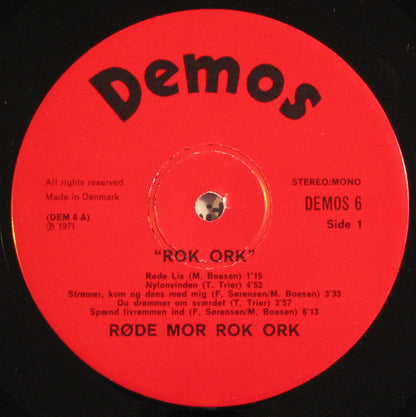 Demos
All rights reserved
Made in Denmark
(DEM 6 A)
Ⓟ 1971
STEREO/MONO
DEMOS 6
Side 1
"ROK ORK"
Røde Lis (M. Boesen) 1'15
Nylonvinden (T. Trier) 4'52
Strømer, kom og dans med mig (F. Sørensen/M. Boesen) 3'33
Du drømmer om sværdet (T. Trier) 2'57
Spænd livremmen ind (F. Sørensen/M. Boesen) 6'13
RØDE MOR ROK ORK